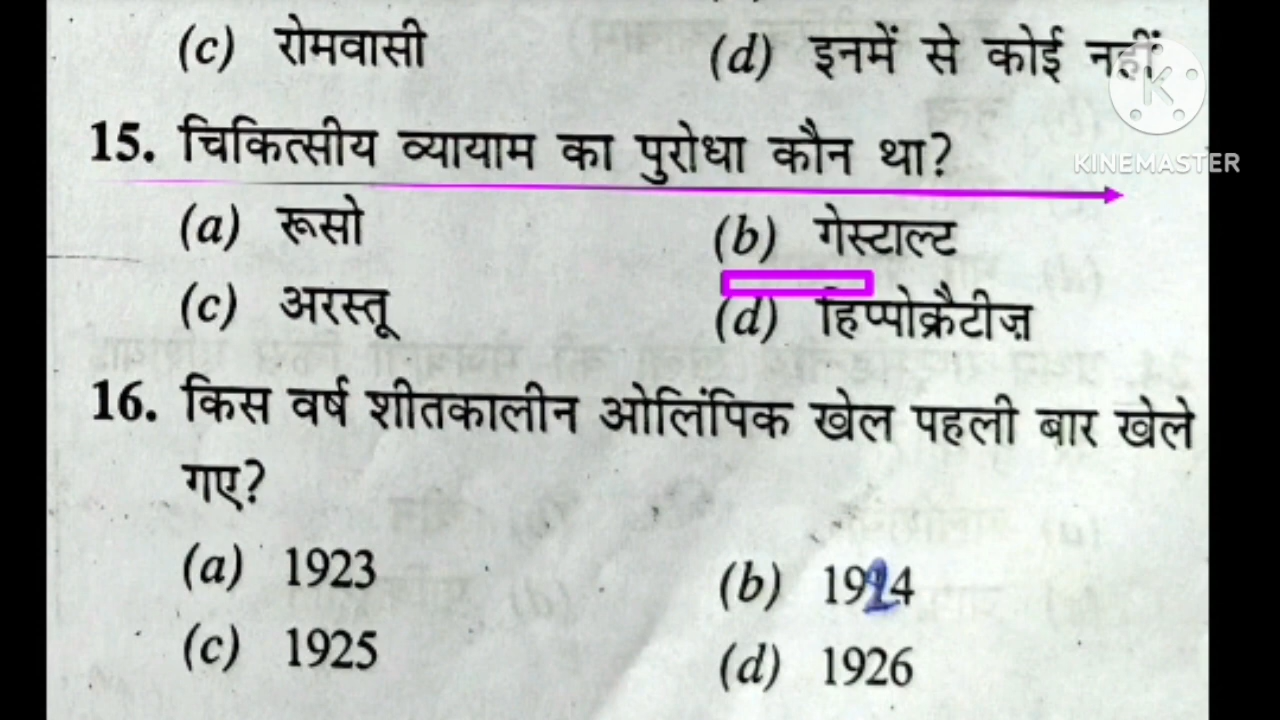 (c) रोमवासी (d) इनमें से कोई नहीं
KINEMASTER
15. चिकित्सीय व्यायाम का पुरोधा कौन था?
(a) रूसो (b) गेस्टाल्ट
(c) अरस्तू (d) हिप्पोक्रैटीज़
16. किस वर्ष शीतकालीन ओलिंपिक खेल पहली बार खेले
गए?
(a) 1923 (b) 1924
(c) 1925 (d) 1926